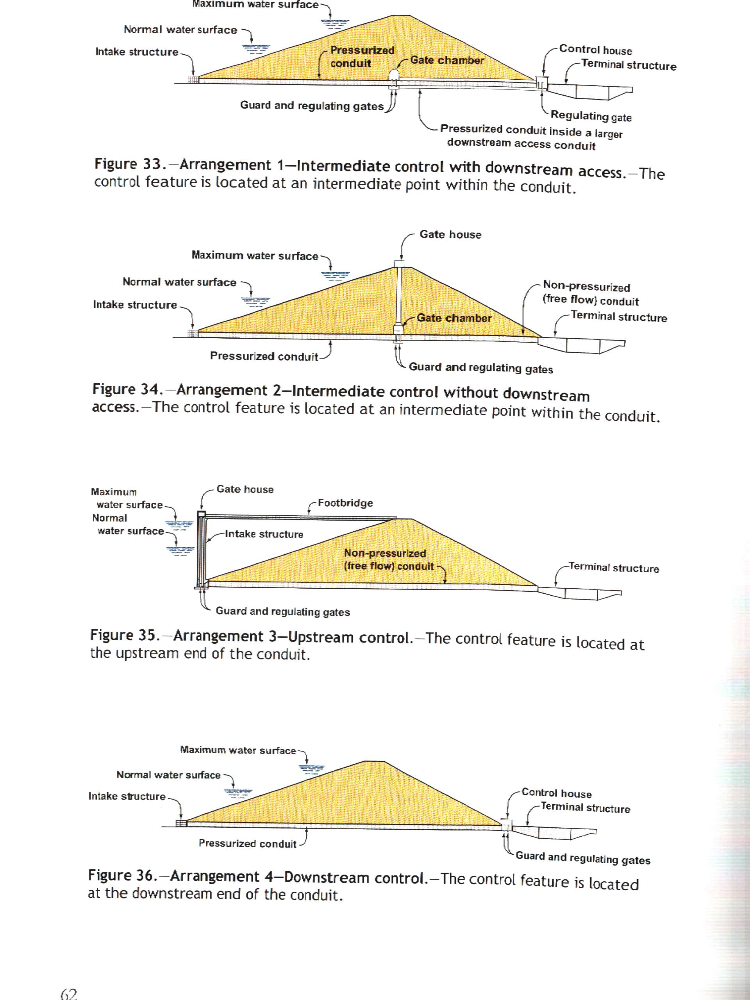 Maximum water surface
Normal water surface
Intake structure
Pressurized
conduit
Gate chamber
Control house
Terminal structure
Guard and regulating gates
Regulating gate
Pressurized conduit inside a larger
downstream access conduit
Figure 33.—Arrangement 1—Intermediate control with downstream access.—The
control feature is located at an intermediate point within the conduit.
Gate house
Maximum water surface
Normal water surface
Intake structure
Non-pressurized
(free flow) conduit
Terminal structure
Gate chamber
Pressurized conduit
Guard and regulating gates
Figure 34.—Arrangement 2—Intermediate control without downstream
access.—The control feature is located at an intermediate point within the conduit.
Maximum
water surface
Normal
water surface
Gate house
Footbridge
Intake structure
Non-pressurized
(free flow) conduit
Terminal structure
Guard and regulating gates
Figure 35.—Arrangement 3—Upstream control.—The control feature is located at
the upstream end of the conduit.
Maximum water surface
Normal water surface
Intake structure
Control house
Terminal structure
Pressurized conduit
Guard and regulating gates
Figure 36.—Arrangement 4—Downstream control.—The control feature is located
at the downstream end of the conduit.
62